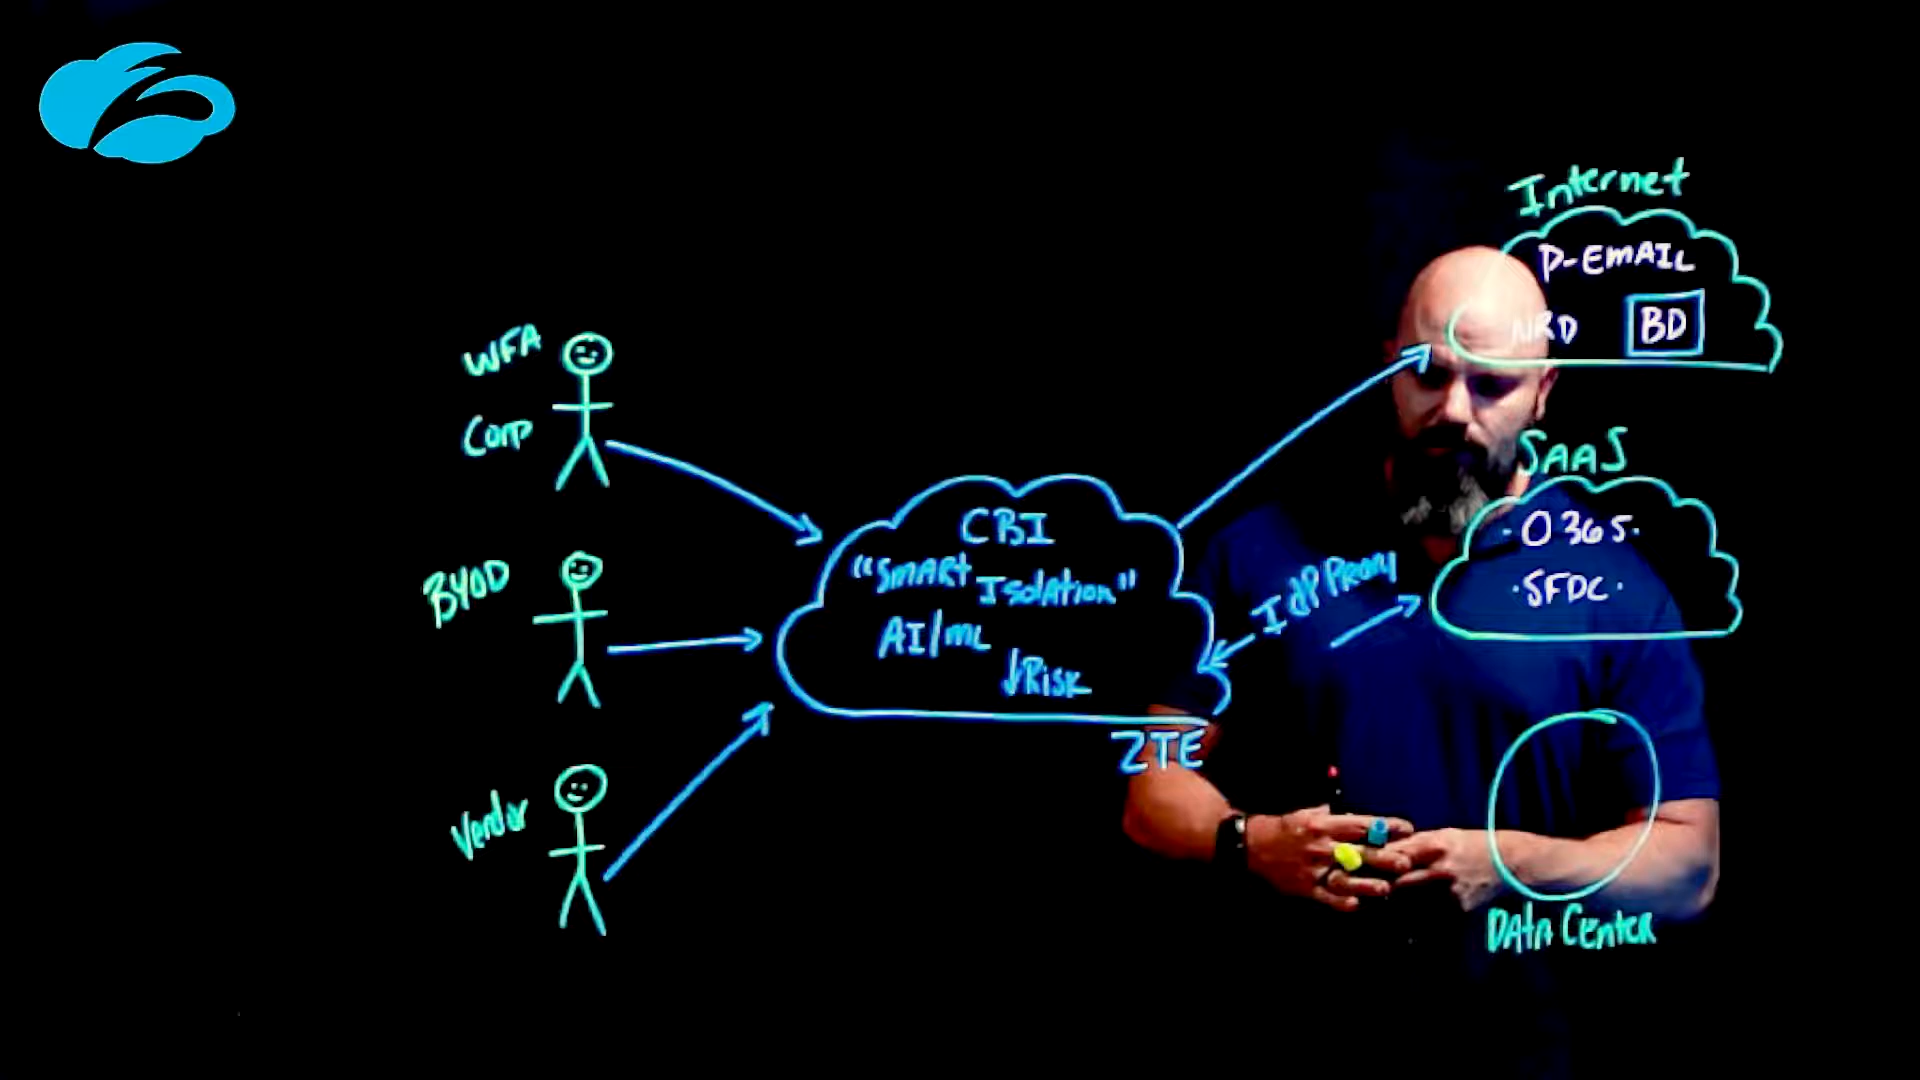 WFA
Corp
BYOD
Vendor
CBI
"SMART Isolation"
AI/ML
↓Risk
ZTE
IdP Proxy
Internet
P-EMAIL
NRD
BD
SAAS
·O365·
·SFDC·
DATA CENTER